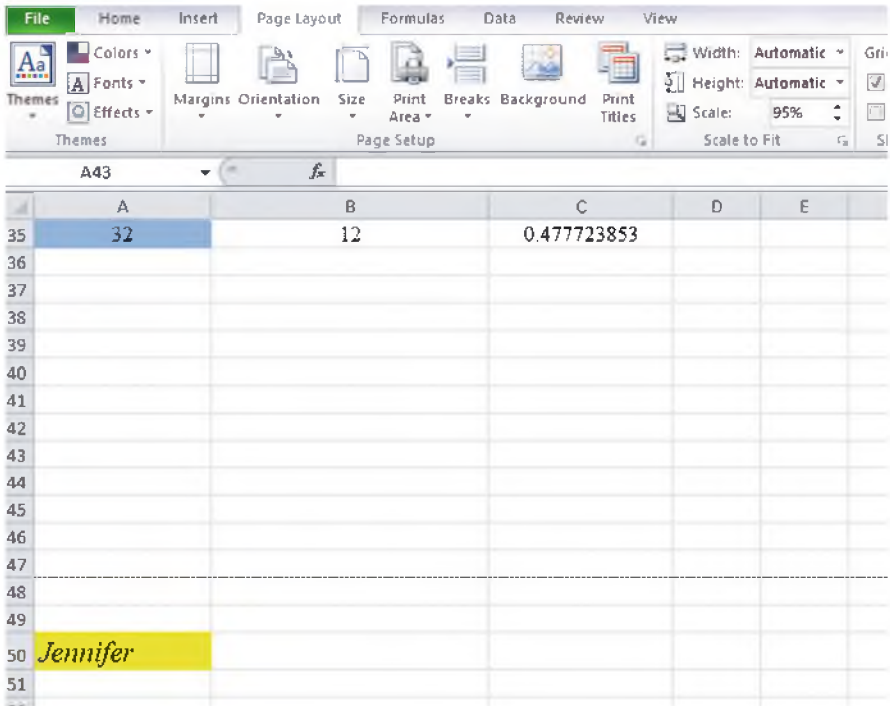 File Home Insert Page Layout Formulas Data Review View
Colors Width: Automatic Gri
Aa A Fonts Height: Automatic
Themes Effects Margins Orientation Size Print Area Breaks Background Print Titles Scale: 95%
Themes Page Setup Scale to Fit
A43 fx
A B C D E
35 32 12 0.477723853
36
37
38
39
40
41
42
43
44
45
46
47
48
49
50 Jennifer
51